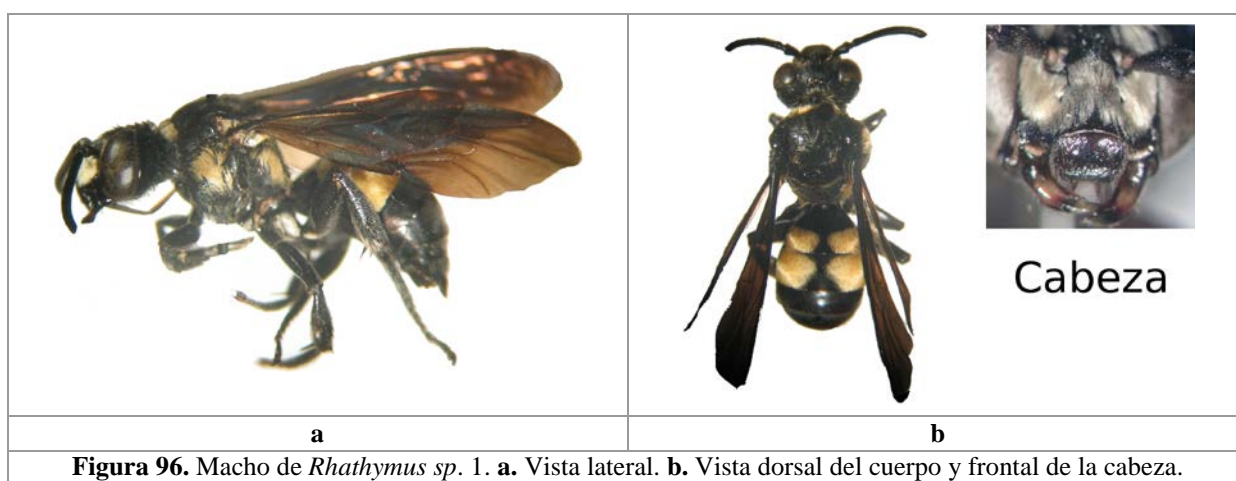 Cabeza
a
b
Figura 96. Macho de Rhathymus sp. 1. a. Vista lateral. b. Vista dorsal del cuerpo y frontal de la cabeza.